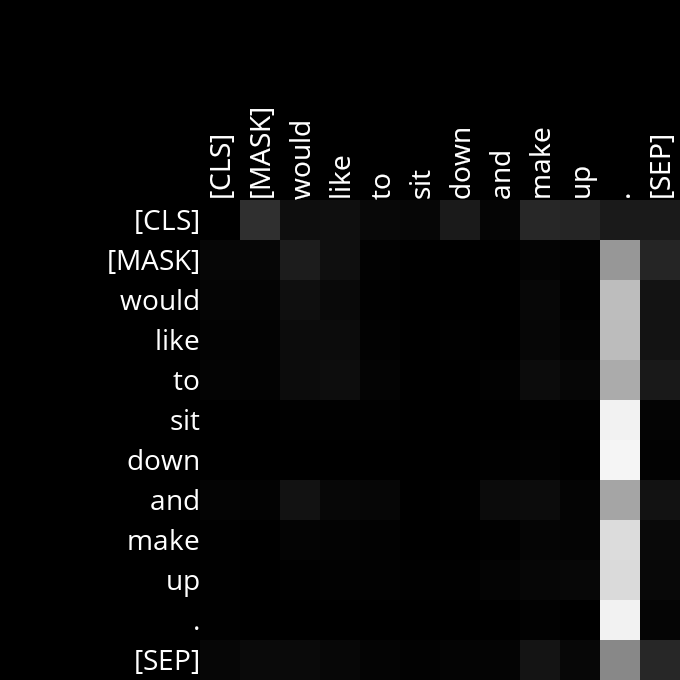 [CLS] [MASK] would like to sit down and make up . [SEP]
[CLS]
[MASK]
would
like
to
sit
down
and
make
up
.
[SEP]